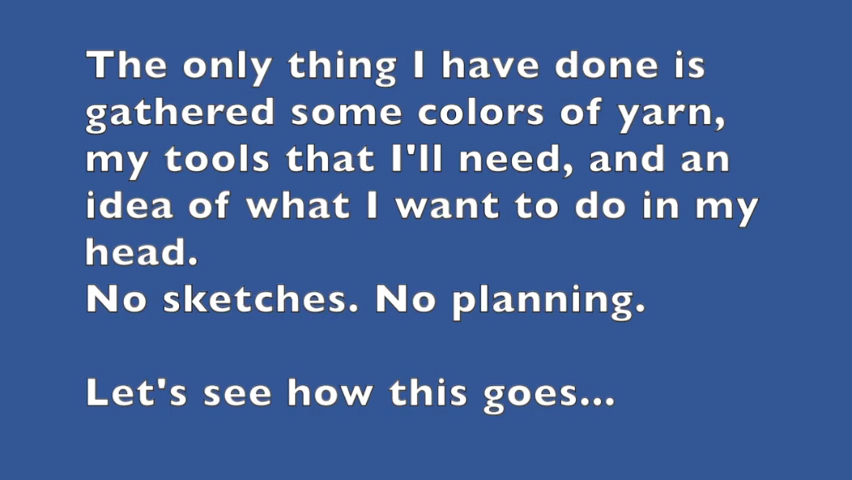 The only thing I have done is
gathered some colors of yarn,
my tools that I'll need, and an
idea of what I want to do in my
head.
No sketches. No planning.
Let's see how this goes...